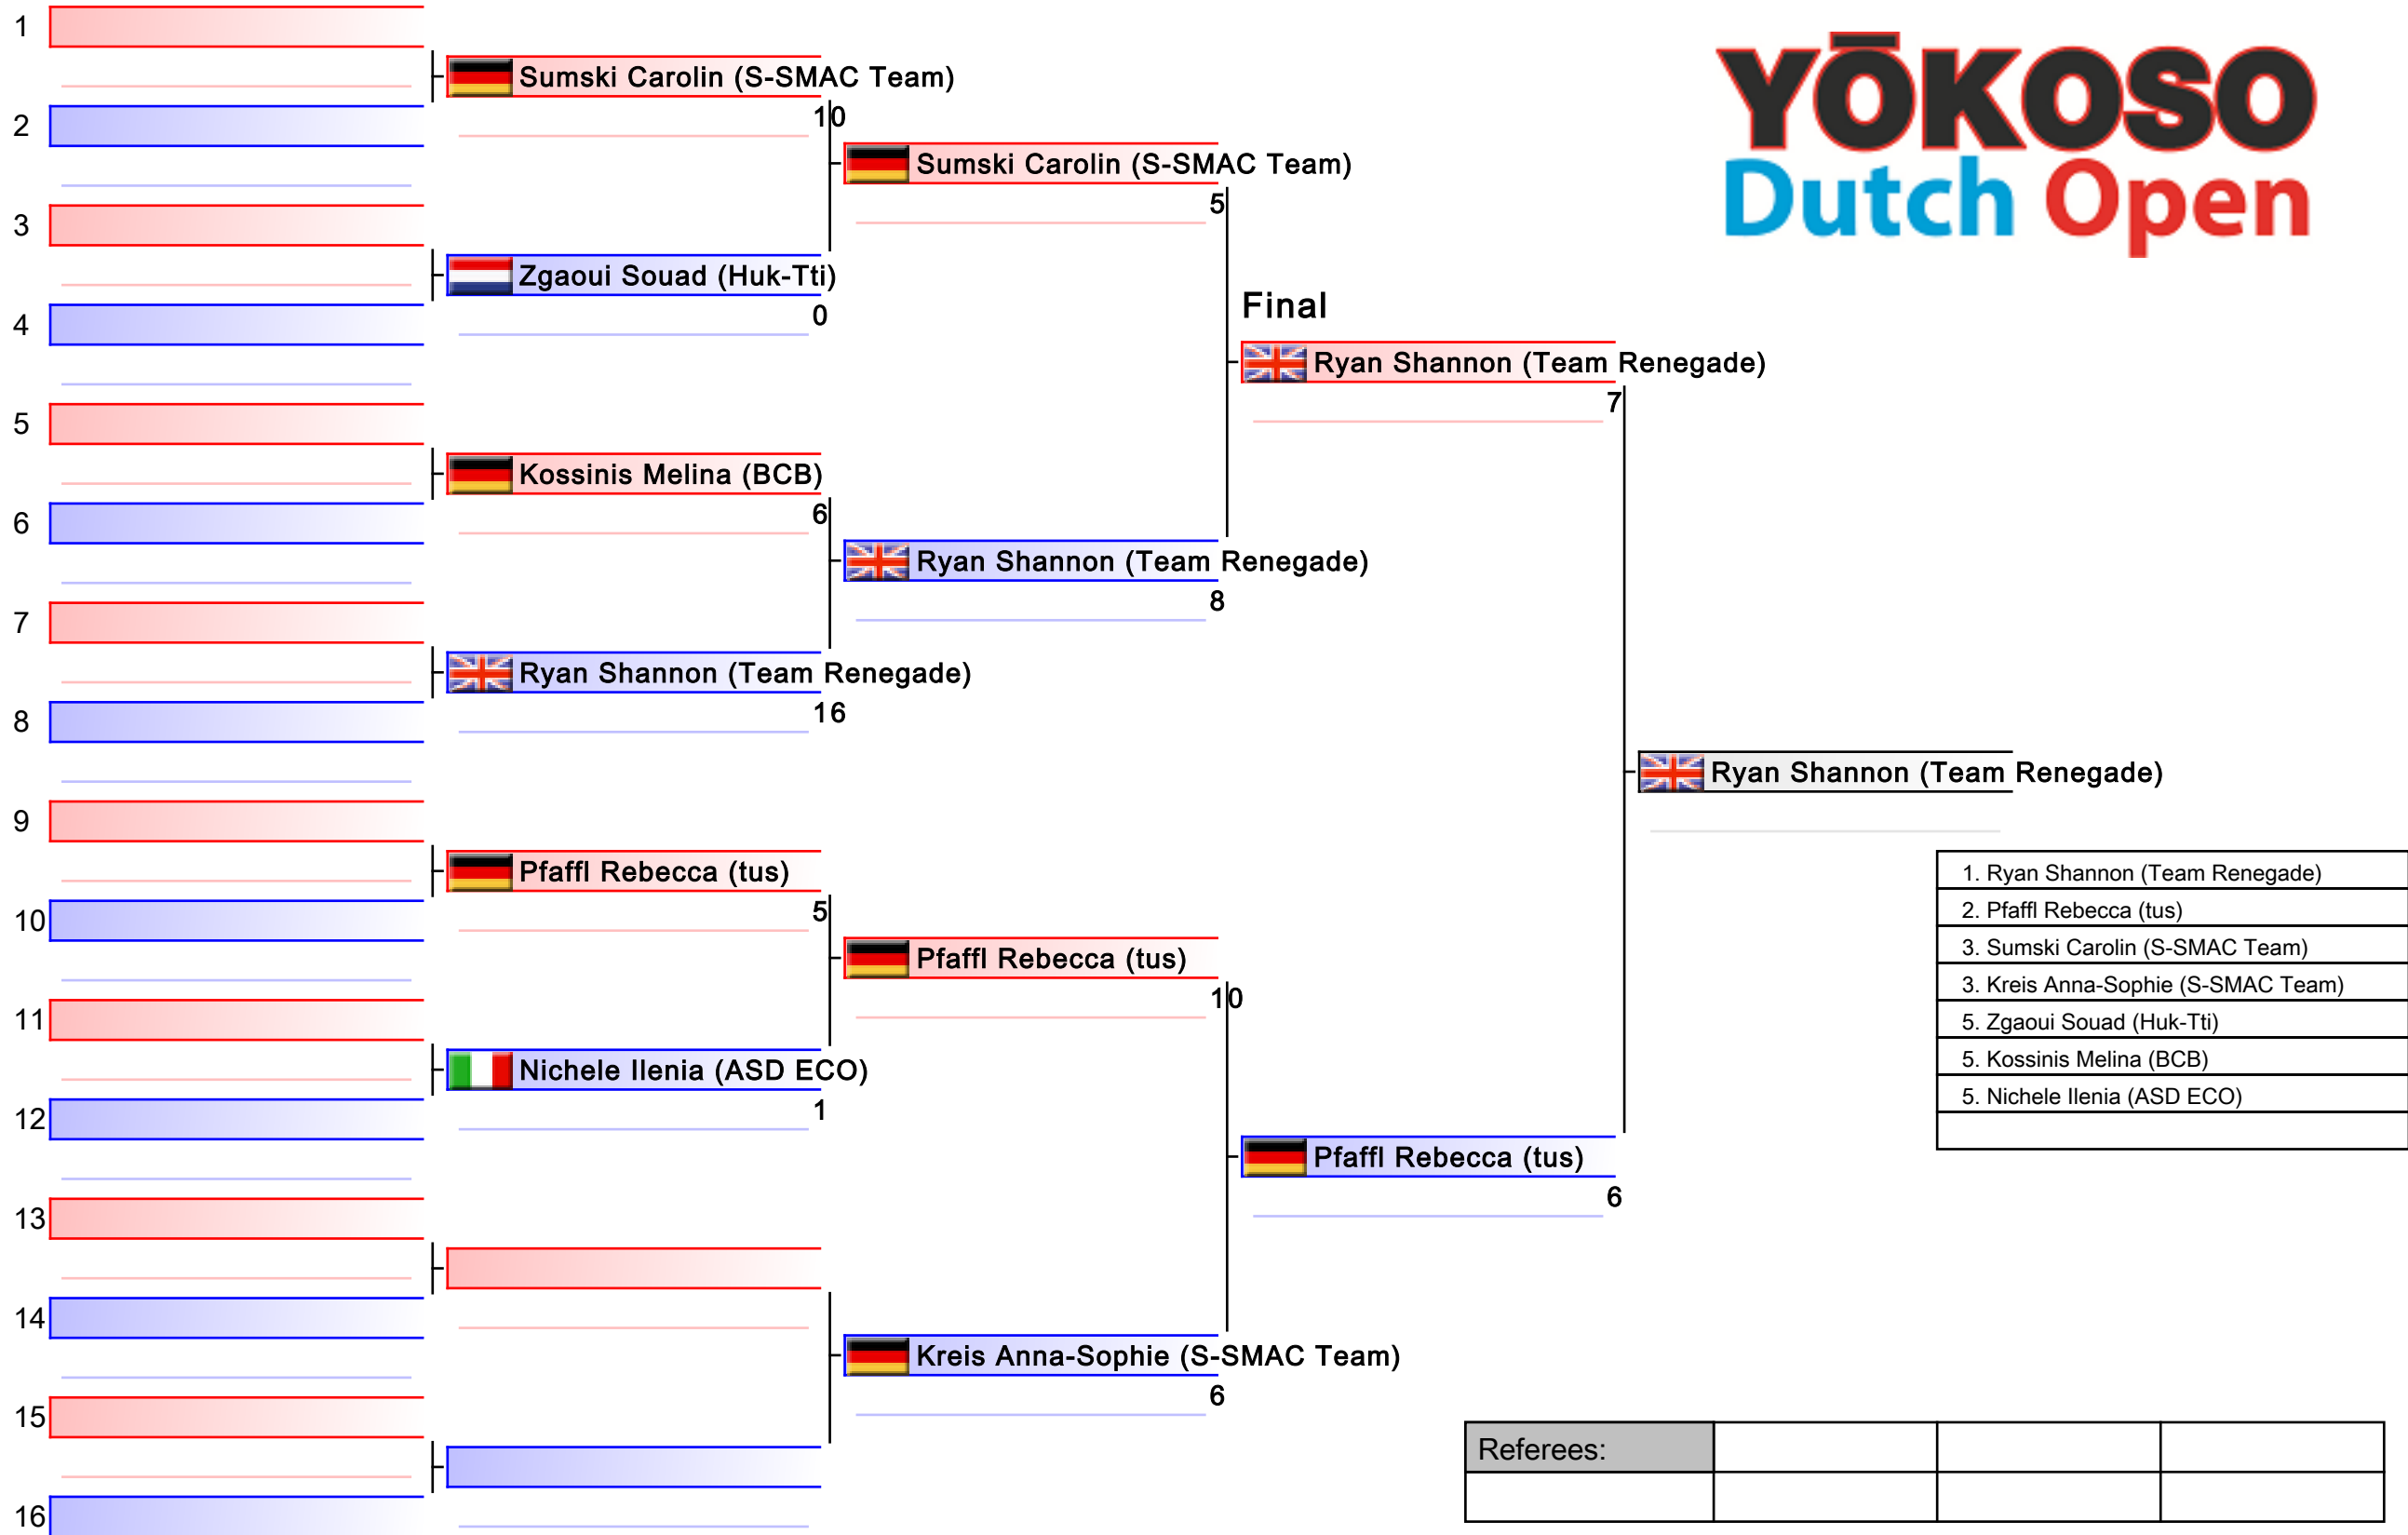 1
Sumski Carolin (S-SMAC Team)
10
2
Sumski Carolin (S-SMAC Team)
5
3
Zgaoui Souad (Huk-Tti)
0
4
YŌKOSO
Dutch Open
Final
Ryan Shannon (Team Renegade)
7
5
Kossinis Melina (BCB)
6
6
Ryan Shannon (Team Renegade)
8
7
Ryan Shannon (Team Renegade)
16
8
Ryan Shannon (Team Renegade)
9
Pfaffl Rebecca (tus)
5
10
Pfaffl Rebecca (tus)
10
11
Nichele Ilenia (ASD ECO)
1
12
Pfaffl Rebecca (tus)
6
13
14
Kreis Anna-Sophie (S-SMAC Team)
6
15
16
1. Ryan Shannon (Team Renegade)
2. Pfaffl Rebecca (tus)
3. Sumski Carolin (S-SMAC Team)
3. Kreis Anna-Sophie (S-SMAC Team)
5. Zgaoui Souad (Huk-Tti)
5. Kossinis Melina (BCB)
5. Nichele Ilenia (ASD ECO)
Referees: